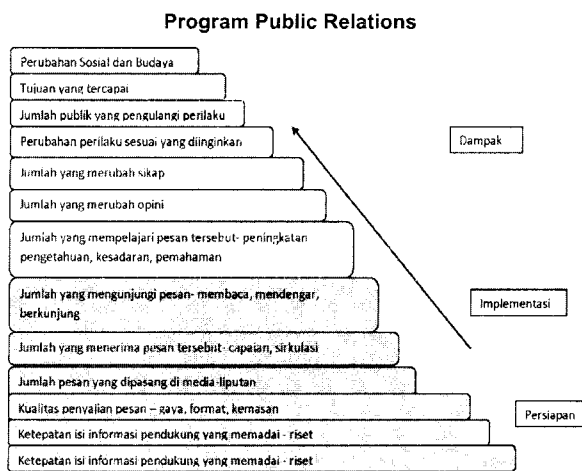 Program Public Relations
Perubahan Sosial dan Budaya
Tujuan yang tercapai
Jumlah publik yang pengulangi perilaku
Perubahan perilaku sesuai yang diinginkan
Jumlah yang merubah sikap
Jumlah yang merubah opini
Jumlah yang mempelajari pesan tersebut- peningkatan
pengetahuan, kesadaran, pemahaman
Jumlah yang mengunjungi pesan- membaca, mendengar,
berkunjung
Jumlah yang menerima pesan tersebut- capaian, sirkulasi
Jumlah pesan yang dipasang di media-liputan
Kualitas penyajian pesan – gaya, format, kemasan
Ketepatan isi informasi pendukung yang memadai - riset
Ketepatan isi informasi pendukung yang memadai - riset
Dampak
Implementasi
Persiapan